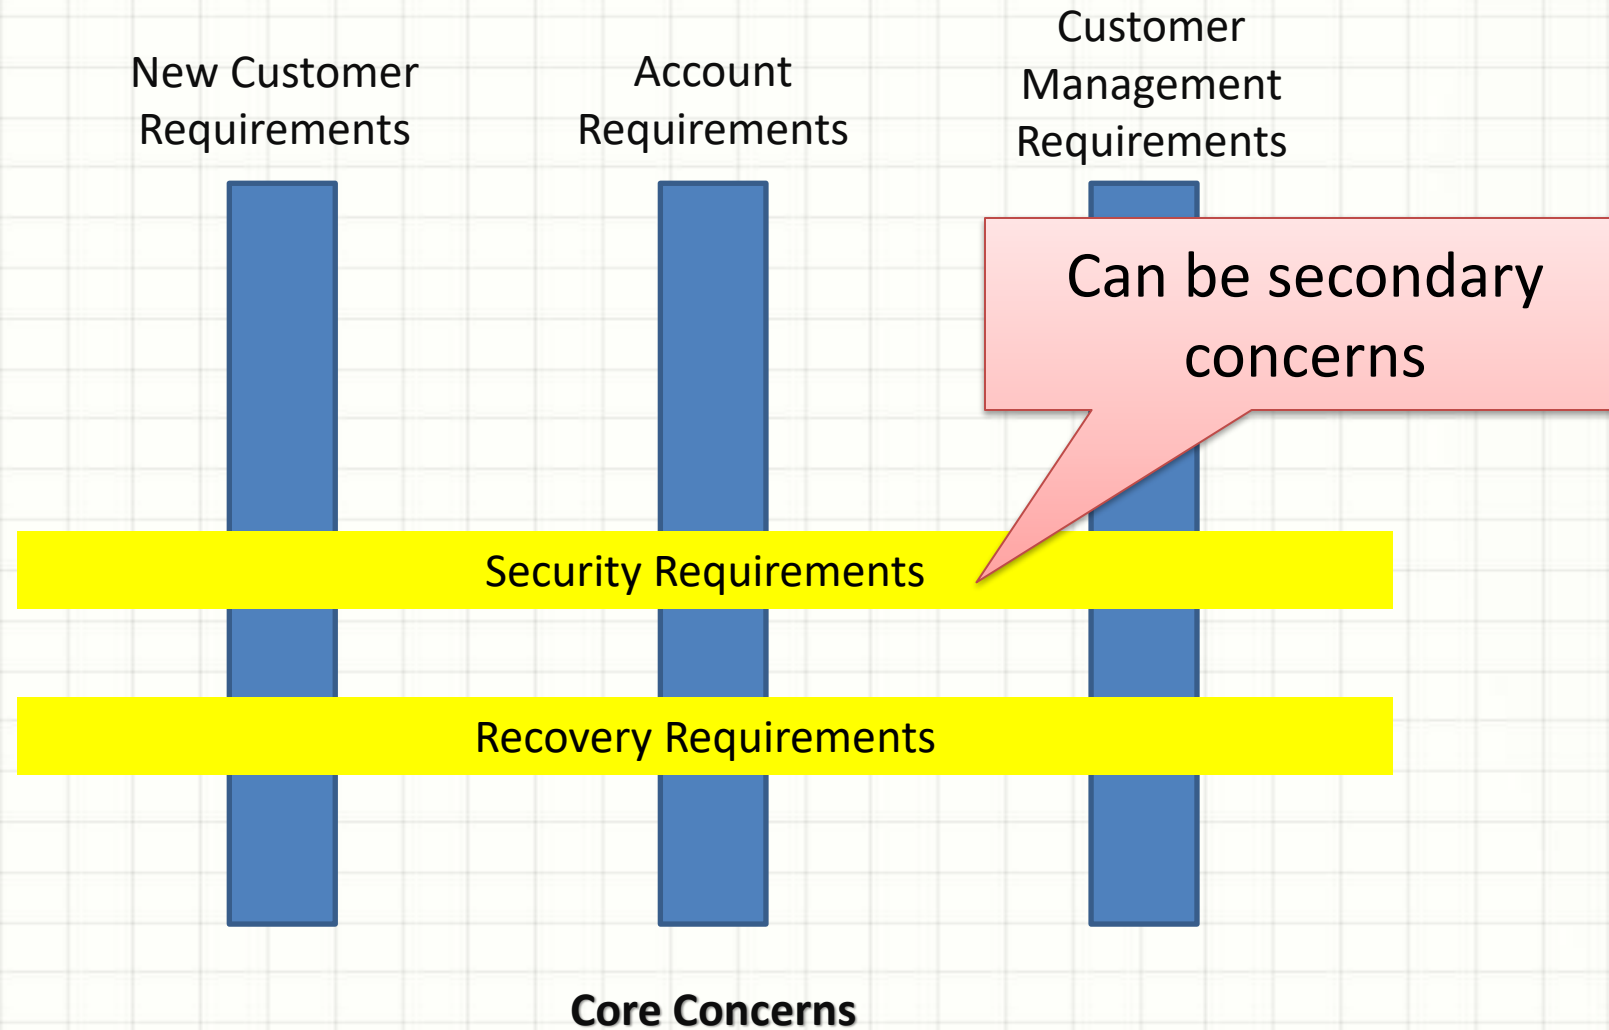 New Customer
Requirements
Account
Requirements
Customer
Management
Requirements
Can be secondary
concerns
Security Requirements
Recovery Requirements
Core Concerns